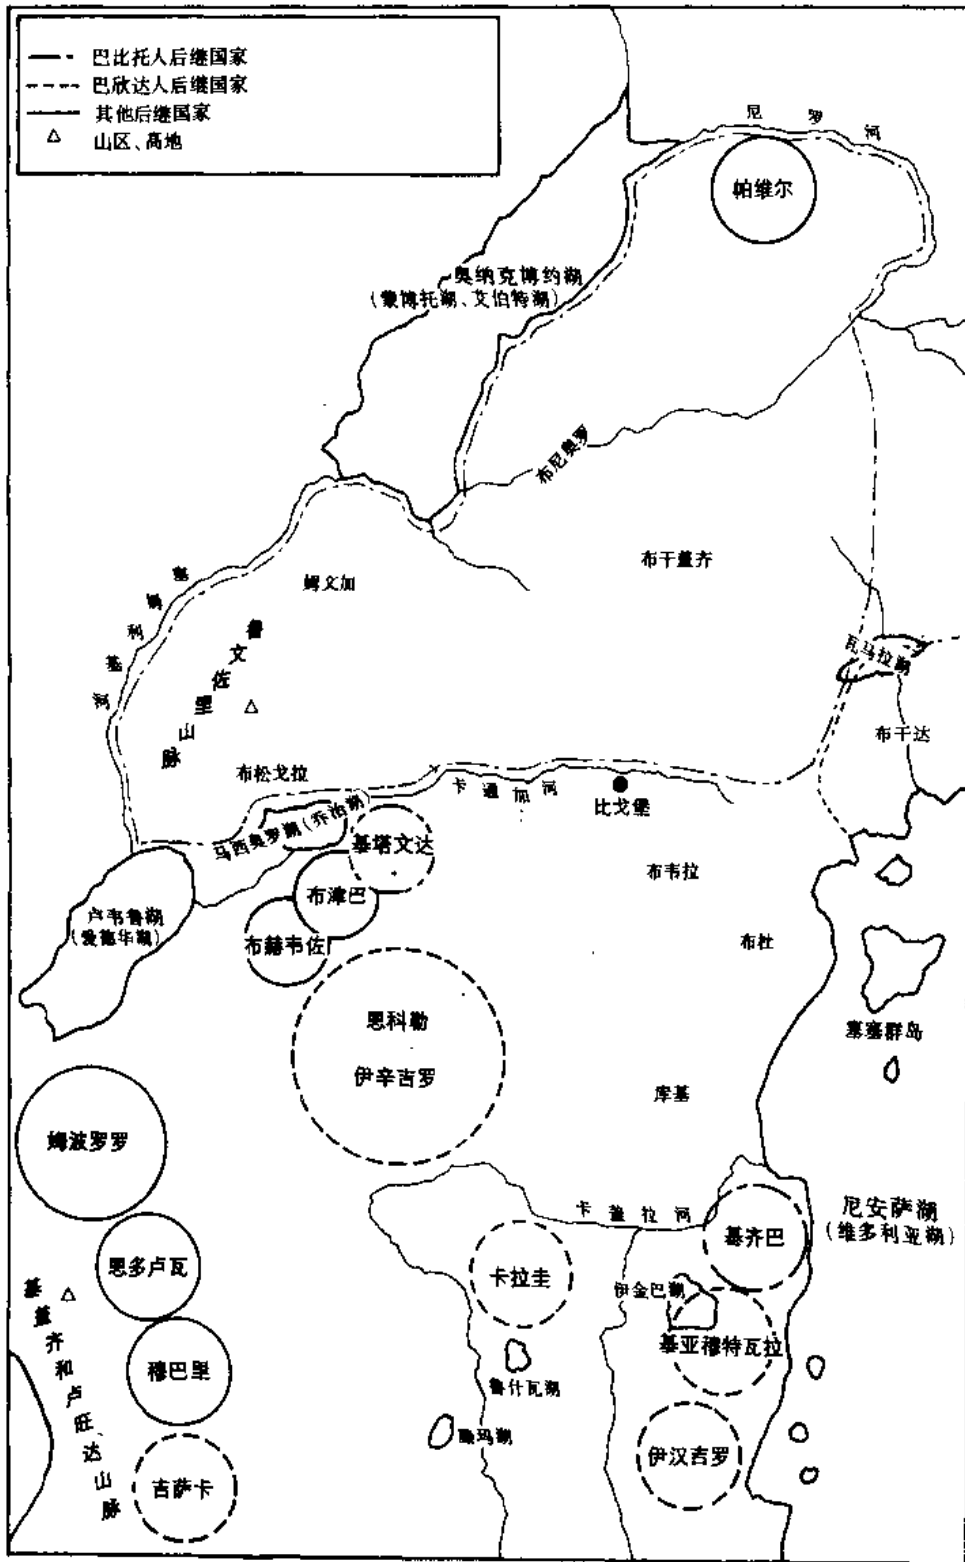 巴比托人后继国家
巴欣达人后继国家
其他后继国家
山区、高地
尼罗河
帕维尔
奥纳克博约湖
(蒙博托湖、艾伯特湖)
布尼奥罗
布干盖齐
姆文加
塞姆利基河
鲁文佐里山脉
瓦马拉湖
布干达
布松戈拉
卡通加河
比戈堡
马西奥罗湖(乔治湖)
基塔文达
布韦拉
布津巴
卢韦鲁湖
(爱德华湖)
布赫韦佐
布杜
恩科勒
伊辛吉罗
塞塞群岛
库基
姆波罗罗
卡盖拉河
尼安萨湖
(维多利亚湖)
基齐巴
恩多卢瓦
卡拉圭
伊金巴湖
基亚穆特瓦拉
基盖齐和卢旺达山脉
穆巴里
鲁什瓦湖
伊汉吉罗
吉萨卡